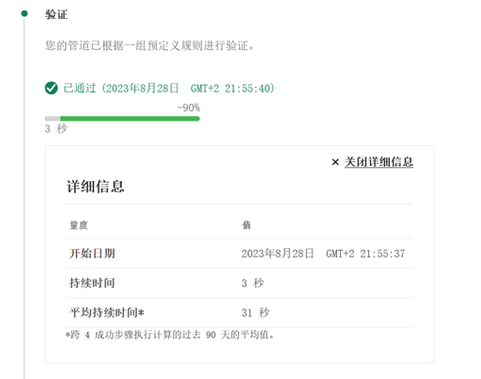 验证
您的管道已根据一组预定义规则进行验证。
已通过 (2023年8月28日 GMT+2 21:55:40)
-90%
3 秒
× 关闭详细信息
详细信息
量度 值
开始日期 2023年8月28日 GMT+2 21:55:37
持续时间 3 秒
平均持续时间* 31 秒
*跨 4 成功步骤执行计算的过去 90 天的平均值。